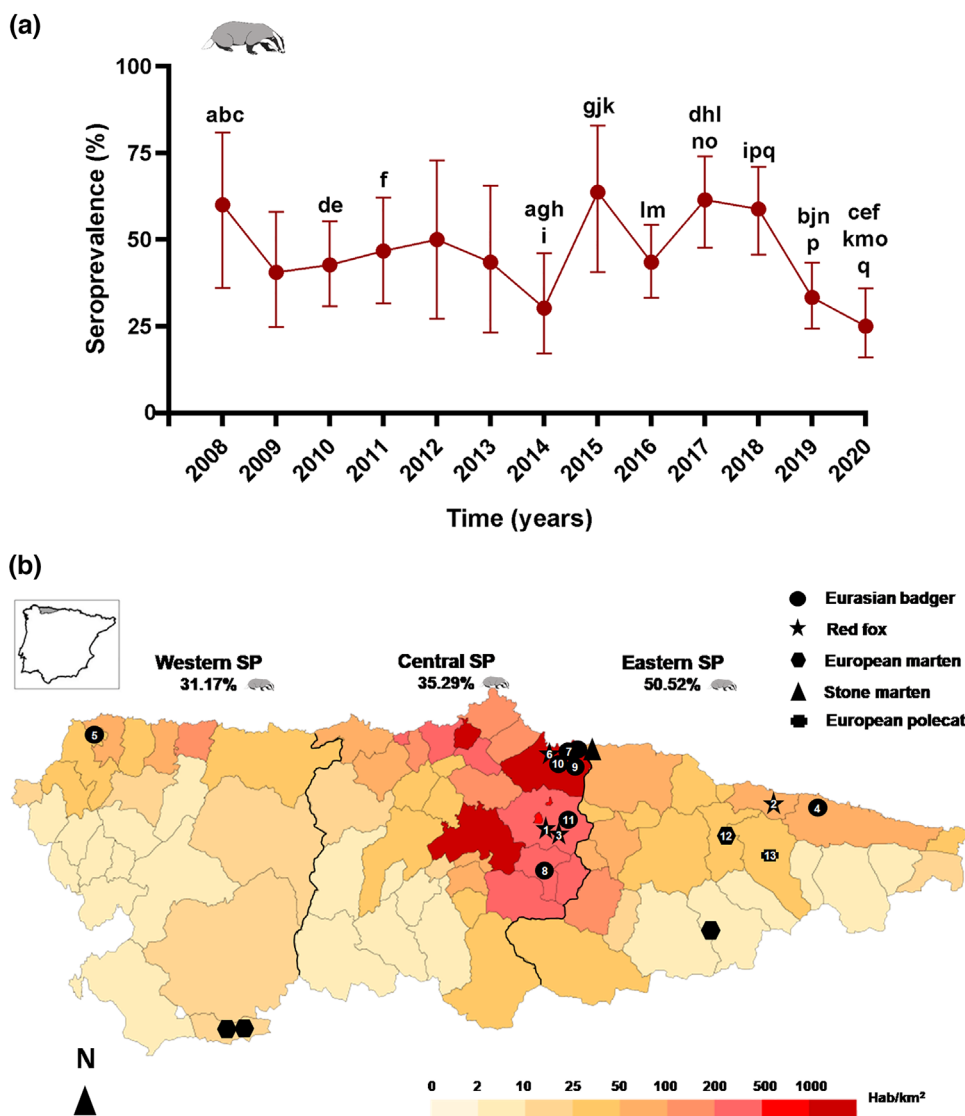 (a)
100
75
50
25
0
Seroprevalence (%)
abc
de
f
agh
i
gjk
lm
dhl
no
ipq
bjn
p
cef
kmo
q
2008 2009 2010 2011 2012 2013 2014 2015 2016 2017 2018 2019 2020
Time (years)
(b)
Western SP
31.17%
Central SP
35.29%
Eastern SP
50.52%
Eurasian badger
Red fox
European marten
Stone marten
European polecat
5
6
7
10
9
1
3
11
8
2
4
12
13
N
0 2 10 25 50 100 200 500 1000 Hab/km²